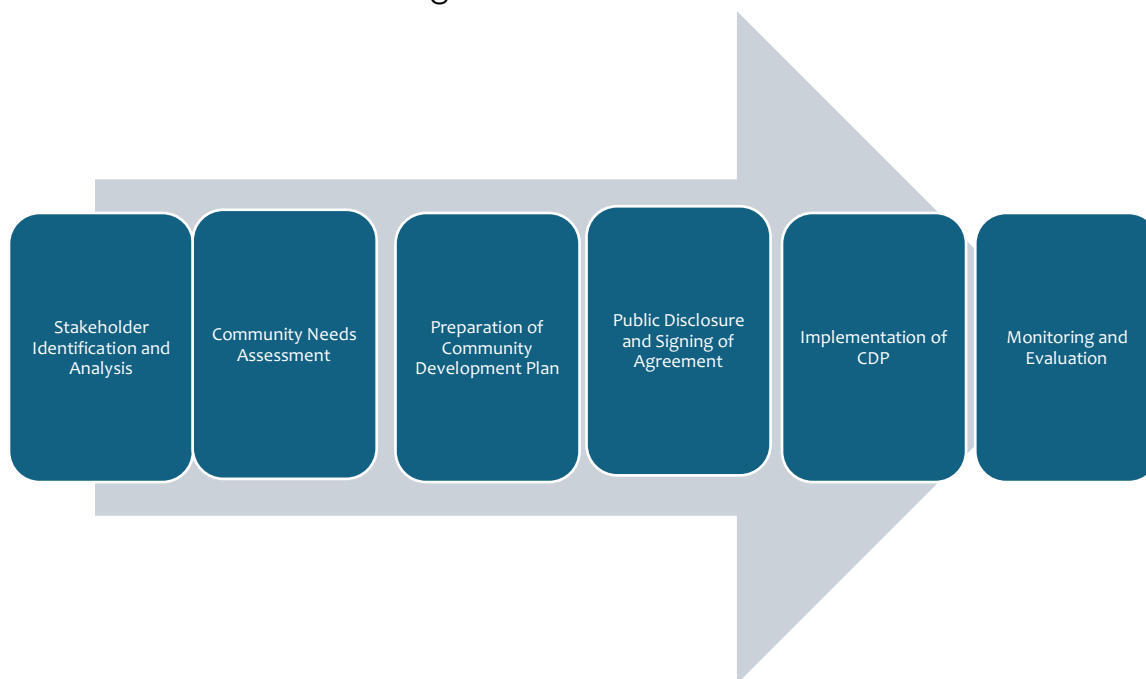 Stakeholder
Identification and
Analysis
Community Needs
Assessment
Preparation of
Community
Development Plan
Public Disclosure
and Signing of
Agreement
Implementation of
CDP
Monitoring and
Evaluation